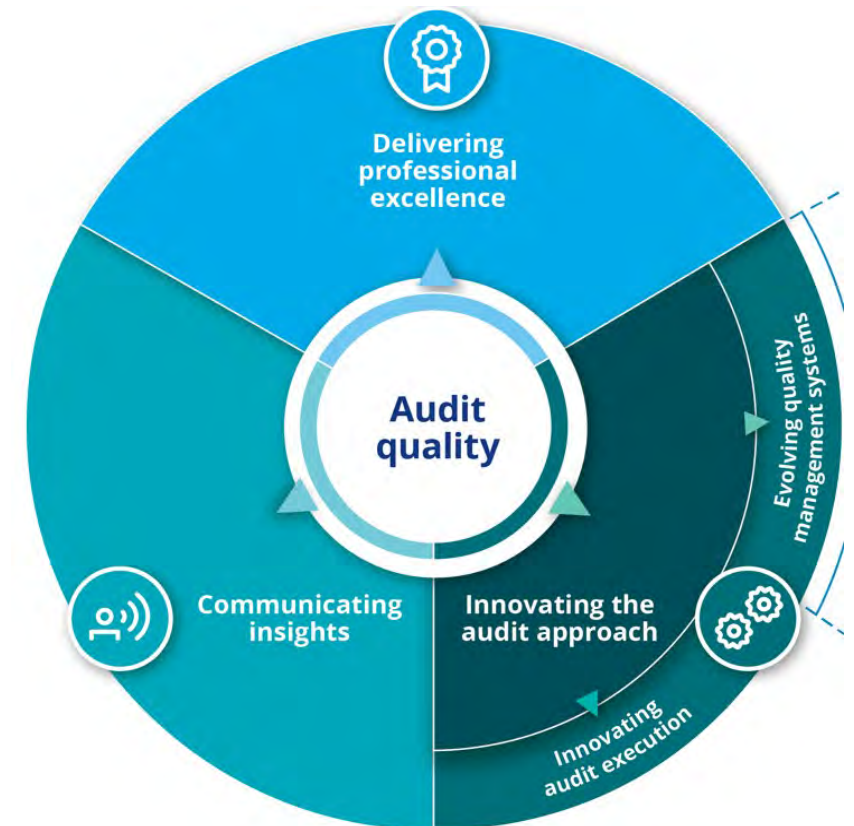 Delivering
professional
excellence
Audit
quality
Evolving quality
management systems
Communicating
insights
Innovating the
audit approach
Innovating
audit execution